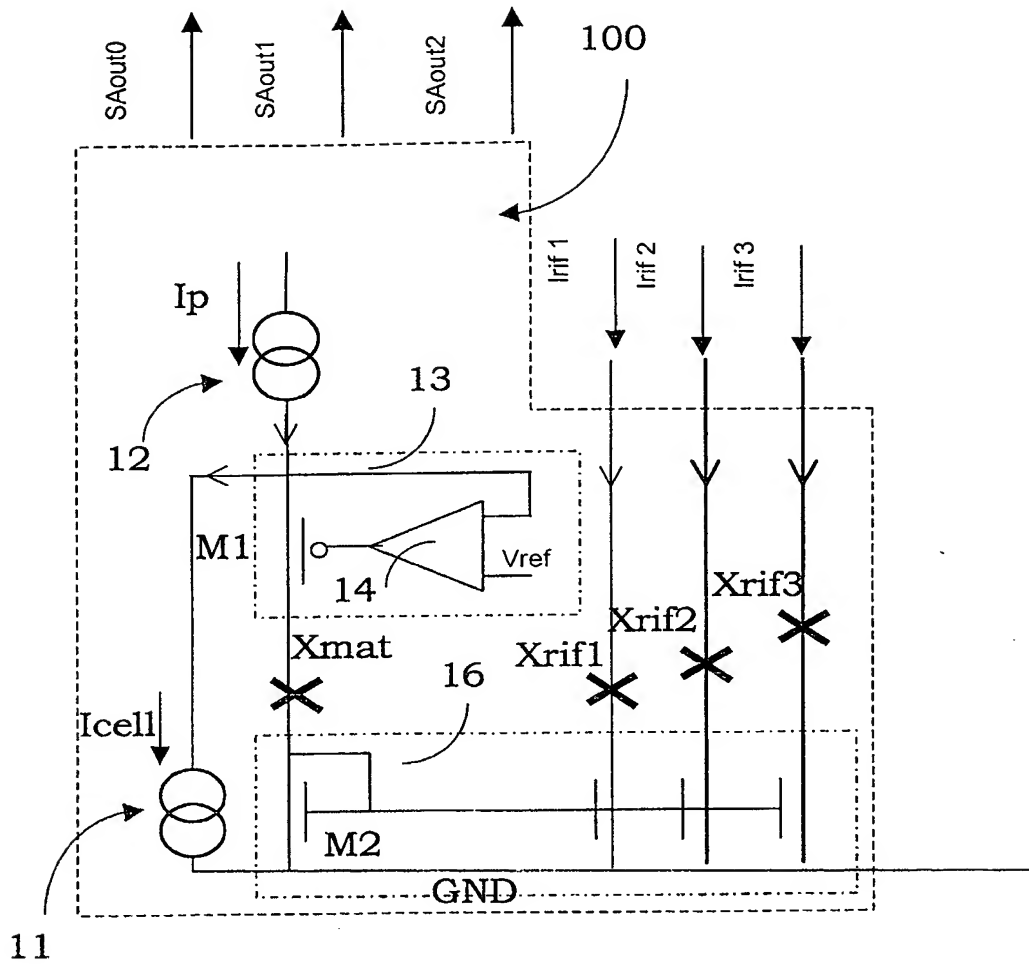 SAout0
SAout1
SAout2
100
Irif 1
Irif 2
Irif 3
Ip
12
13
M1
14
Vref
Xmat
Xrif1
Xrif2
Xrif3
16
Icell
M2
GND
11